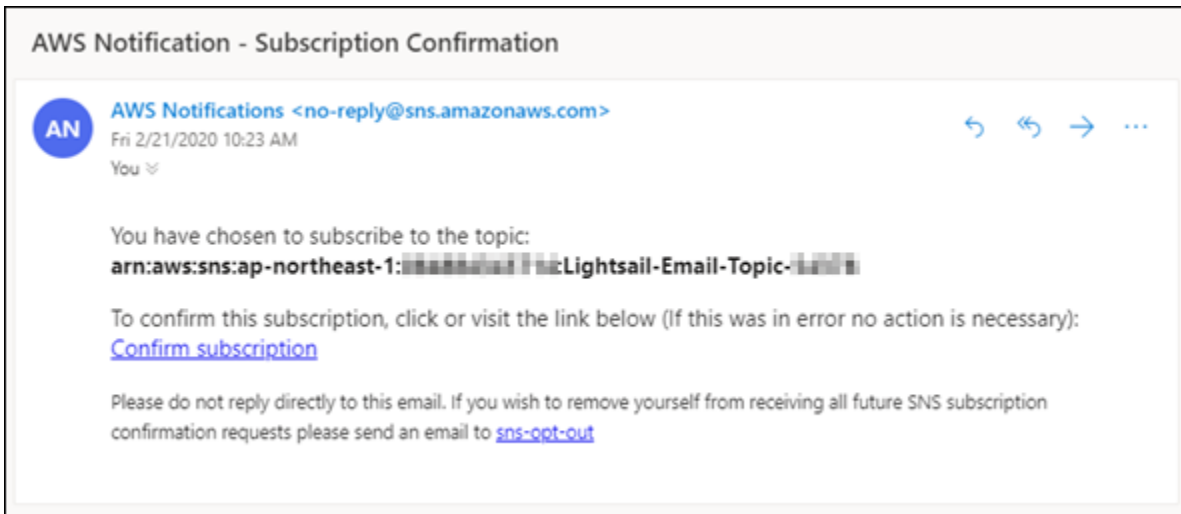 AWS Notification - Subscription Confirmation
AN
AWS Notifications <no-reply@sns.amazonaws.com>
Fri 2/21/2020 10:23 AM
You
You have chosen to subscribe to the topic:
arn:aws:sns:ap-northeast-1: :Lightsail-Email-Topic-
To confirm this subscription, click or visit the link below (If this was in error no action is necessary):
Confirm subscription
Please do not reply directly to this email. If you wish to remove yourself from receiving all future SNS subscription
confirmation requests please send an email to sns-opt-out